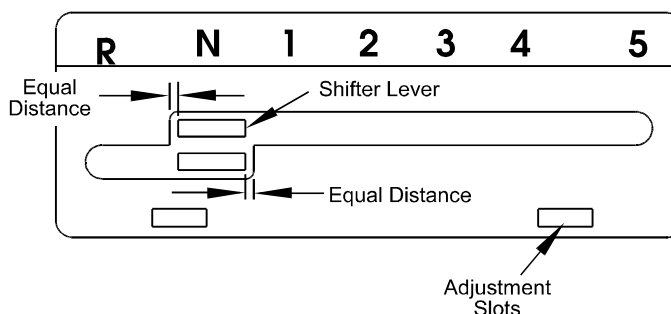 R N 1 2 3 4 5
Equal
Distance
Shifter Lever
Equal Distance
Adjustment
Slots